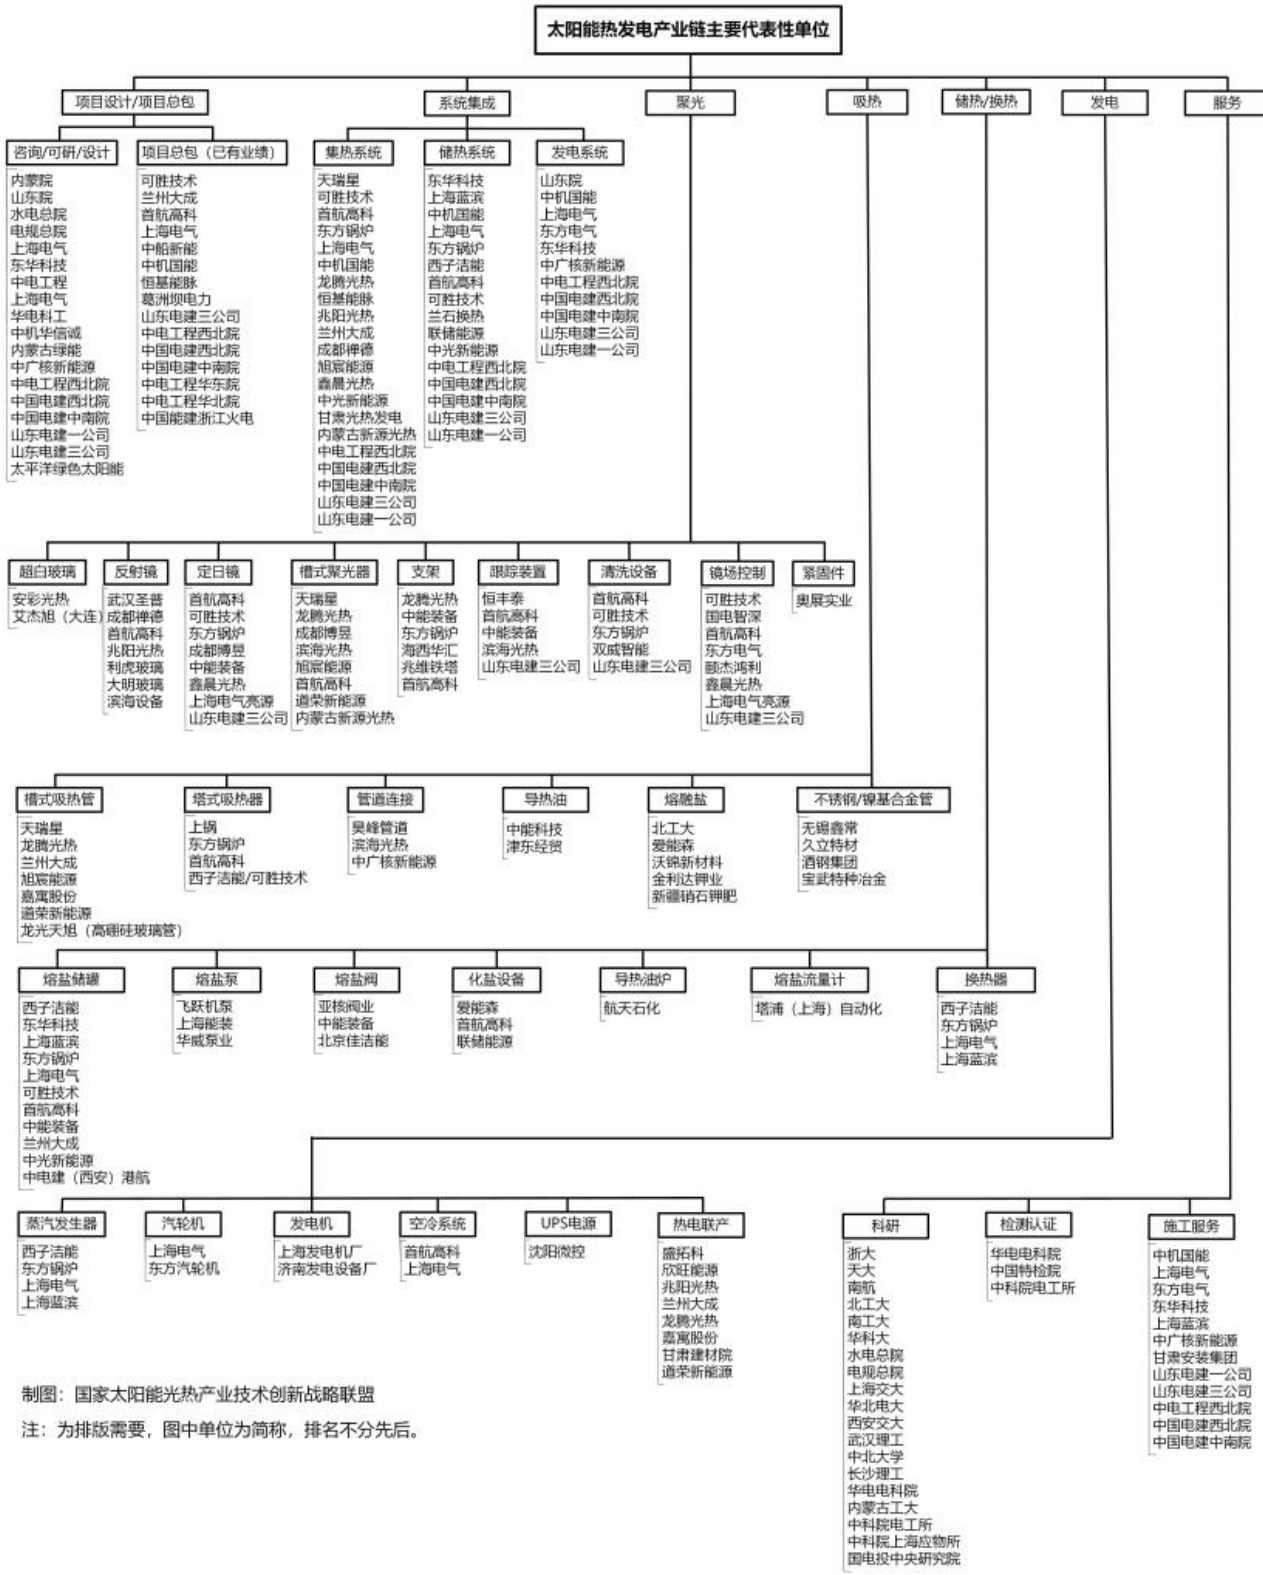 太阳能热发电产业链主要代表性单位
项目设计/项目总包
系统集成
聚光
吸热
储热/换热
发电
服务
咨询/可研/设计
内蒙院
山东院
水电总院
电规总院
上海电气
东华科技
中电工程
上海电气
华电科工
中机华信诚
内蒙古绿能
中广核新能源
中电工程西北院
中国电建西北院
中国电建中南院
山东电建一公司
山东电建三公司
太平洋绿色太阳能
项目总包（已有业绩）
可胜技术
兰州大成
首航高科
上海电气
中船新能
中机国能
恒基能脉
葛洲坝电力
山东电建三公司
中电工程西北院
中国电建西北院
中国电建中南院
中电工程华东院
中电工程华北院
中国能建浙江火电
集热系统
天瑞星
可胜技术
首航高科
东方锅炉
上海电气
中机国能
龙腾光热
恒基能脉
兆阳光热
兰州大成
成都禅德
旭宸能源
鑫晨光热
中光新能源
甘肃光热发电
内蒙古新源光热
中电工程西北院
中国电建西北院
中国电建中南院
山东电建三公司
山东电建一公司
储热系统
东华科技
上海蓝滨
中机国能
上海电气
东方锅炉
西子洁能
首航高科
可胜技术
兰石换热
联储能源
中光新能源
中电工程西北院
中国电建西北院
中国电建中南院
山东电建三公司
山东电建一公司
发电系统
山东院
中机国能
上海电气
东方电气
东华科技
中广核新能源
中电工程西北院
中国电建西北院
中国电建中南院
山东电建三公司
山东电建一公司
超白玻璃
安彩光热
艾杰旭（大连）
反射镜
武汉圣普
成都禅德
首航高科
兆阳光热
利虎玻璃
大明玻璃
滨海设备
定日镜
首航高科
可胜技术
东方锅炉
成都博昱
中能装备
鑫晨光热
上海电气亮源
山东电建三公司
槽式聚光器
天瑞星
龙腾光热
成都博昱
滨海光热
旭宸能源
首航高科
道荣新能源
内蒙古新源光热
支架
龙腾光热
中能装备
东方锅炉
海西华汇
兆维铁塔
首航高科
跟踪装置
恒丰泰
首航高科
中能装备
滨海光热
山东电建三公司
清洗设备
首航高科
可胜技术
东方锅炉
双威智能
山东电建三公司
镜场控制
可胜技术
国电智深
首航高科
东方电气
颐杰鸿利
鑫晨光热
上海电气亮源
山东电建三公司
紧固件
奥展实业
槽式吸热管
天瑞星
龙腾光热
兰州大成
旭宸能源
嘉寓股份
道荣新能源
龙光天旭（高硼硅玻璃管）
塔式吸热器
上锅
东方锅炉
首航高科
西子洁能/可胜技术
管道连接
昊峰管道
滨海光热
中广核新能源
导热油
中能科技
津东经贸
熔融盐
北工大
爱能森
沃锦新材料
金利达钾业
新疆硝石钾肥
不锈钢/镍基合金管
无锡鑫常
久立特材
酒钢集团
宝武特种冶金
熔盐储罐
西子洁能
东华科技
上海蓝滨
东方锅炉
上海电气
可胜技术
首航高科
中能装备
兰州大成
中光新能源
中电建（西安）港航
熔盐泵
飞跃机泵
上海能装
华威泵业
熔盐阀
亚核阀业
中能装备
北京佳洁能
化盐设备
爱能森
首航高科
联储能源
导热油炉
航天石化
熔盐流量计
塔浦（上海）自动化
换热器
西子洁能
东方锅炉
上海电气
上海蓝滨
蒸汽发生器
西子洁能
东方锅炉
上海电气
上海蓝滨
汽轮机
上海电气
东方汽轮机
发电机
上海发电机厂
济南发电设备厂
空冷系统
首航高科
上海电气
UPS电源
沈阳微控
热电联产
盛拓科
欣旺能源
兆阳光热
兰州大成
龙腾光热
嘉寓股份
甘肃建材院
道荣新能源
科研
浙大
天大
南航
北工大
南工大
华科大
水电总院
电规总院
上海交大
华北电大
西安交大
武汉理工
中北大学
长沙理工
华电电科院
内蒙古工大
中科院电工所
中科院上海应物所
国电投中央研究院
检测认证
华电电科院
中国特检院
中科院电工所
施工服务
中机国能
上海电气
东方电气
东华科技
上海蓝滨
中广核新能源
甘肃安装集团
山东电建一公司
山东电建三公司
中电工程西北院
中国电建西北院
中国电建中南院
制图：国家太阳能光热产业技术创新战略联盟
注：为排版需要，图中单位为简称，排名不分先后。